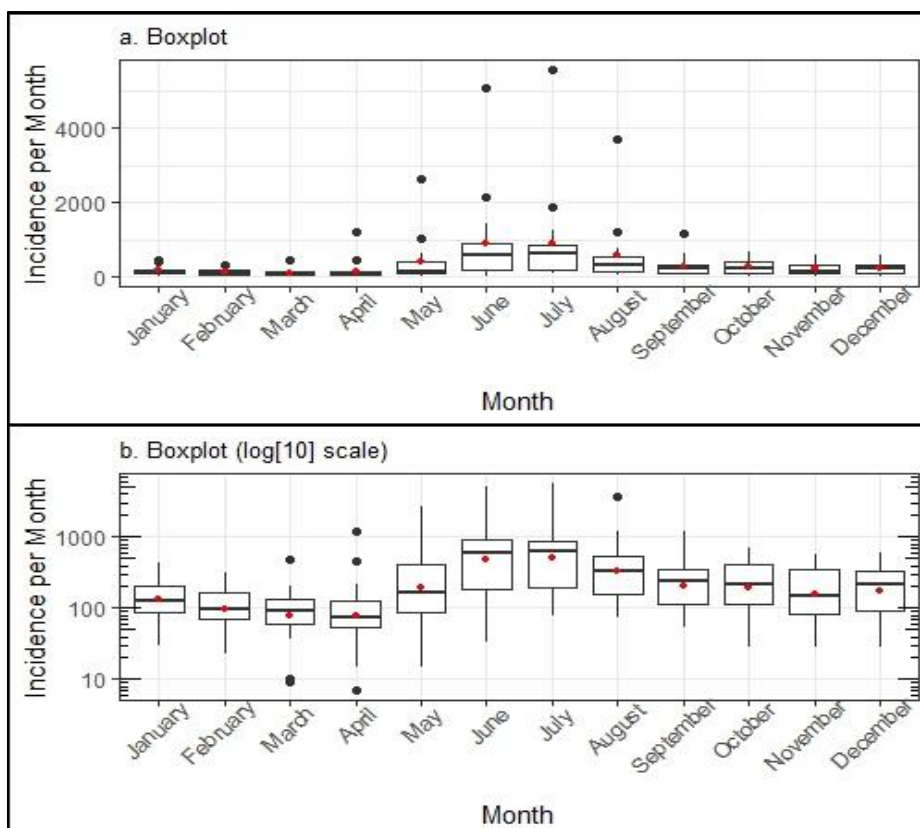 a. Boxplot
Incidence per Month
4000
2000
0
January
February
March
April
May
June
July
August
September
October
November
December
Month
b. Boxplot (log[10] scale)
Incidence per Month
1000
100
10
January
February
March
April
May
June
July
August
September
October
November
December
Month